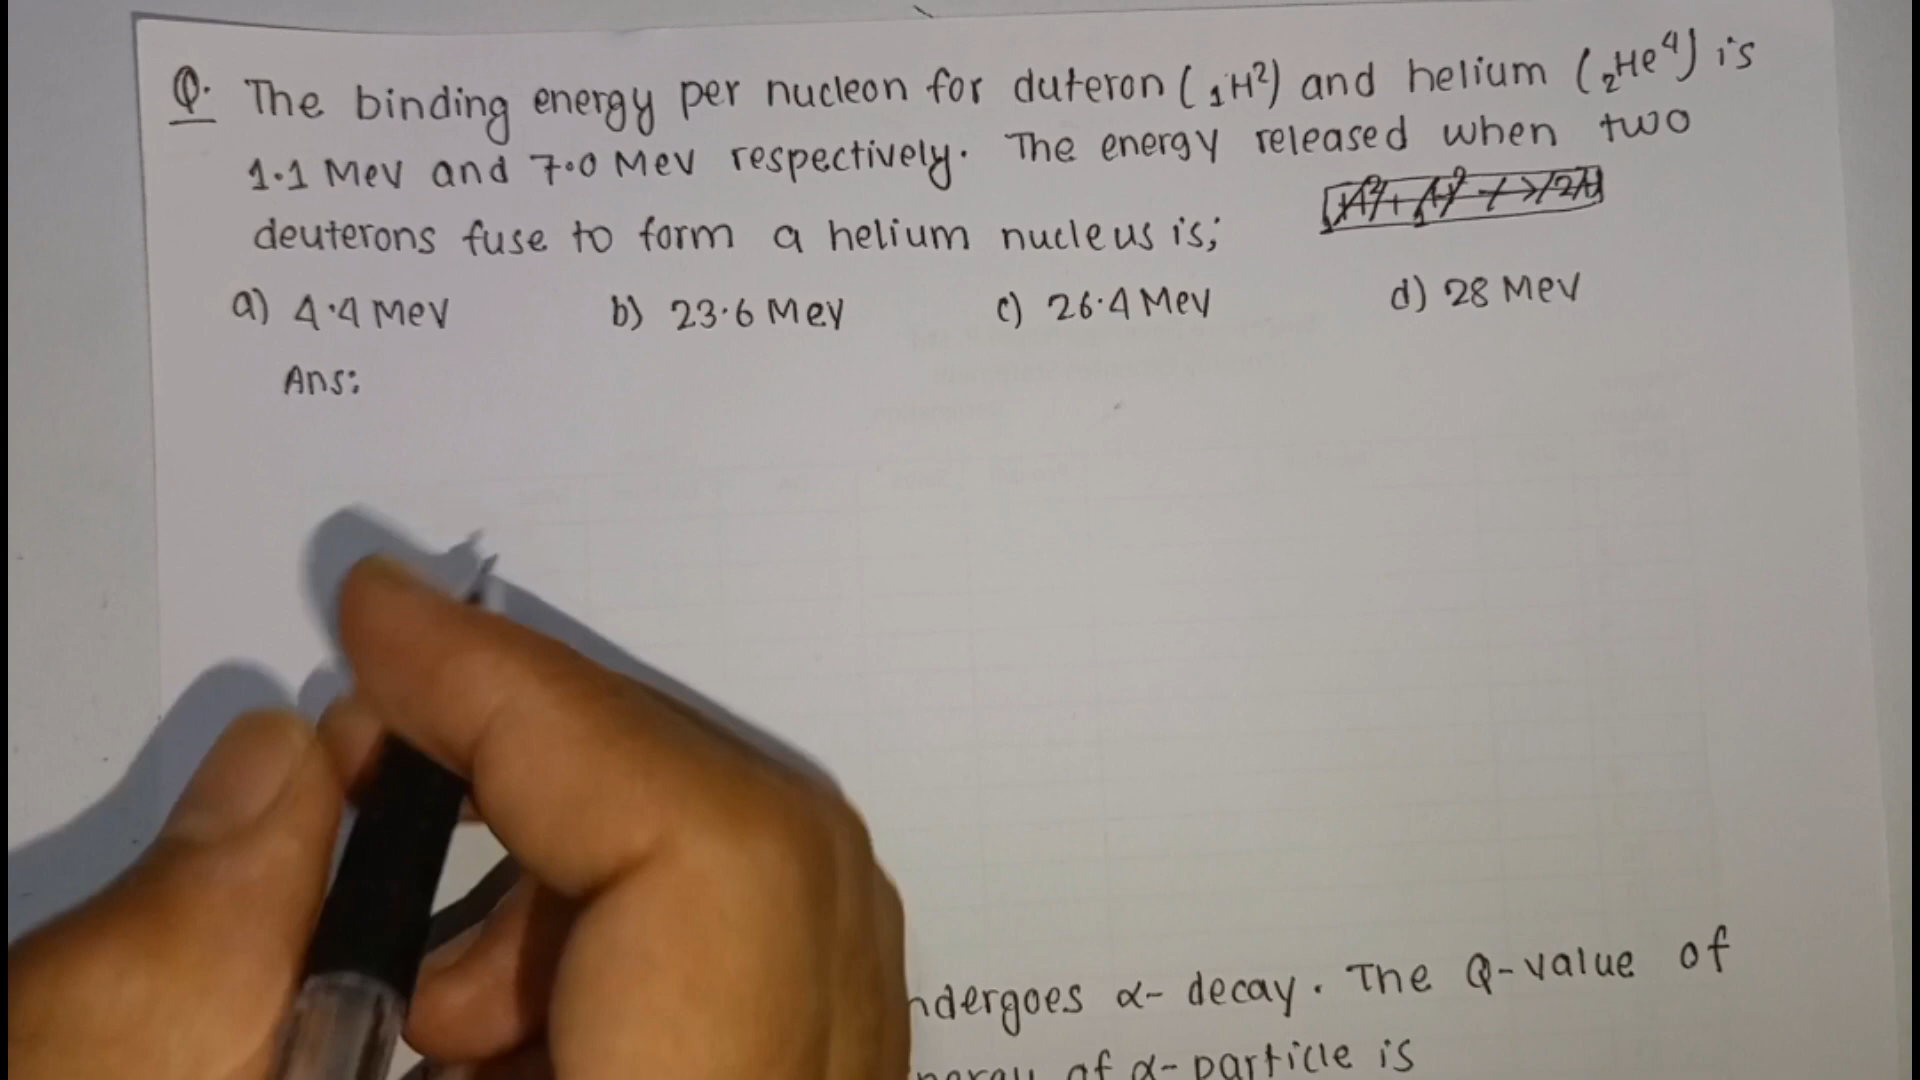 Q. The binding energy per nucleon for duteron (₁H²) and helium (₂He⁴) is
1.1 Mev and 7.0 Mev respectively. The energy released when two
deuterons fuse to form a helium nucleus is;
a) 4.4 Mev b) 23.6 Mev c) 26.4 Mev d) 28 Mev
Ans:
ndergoes α- decay. The Q-value of
of α-particle is